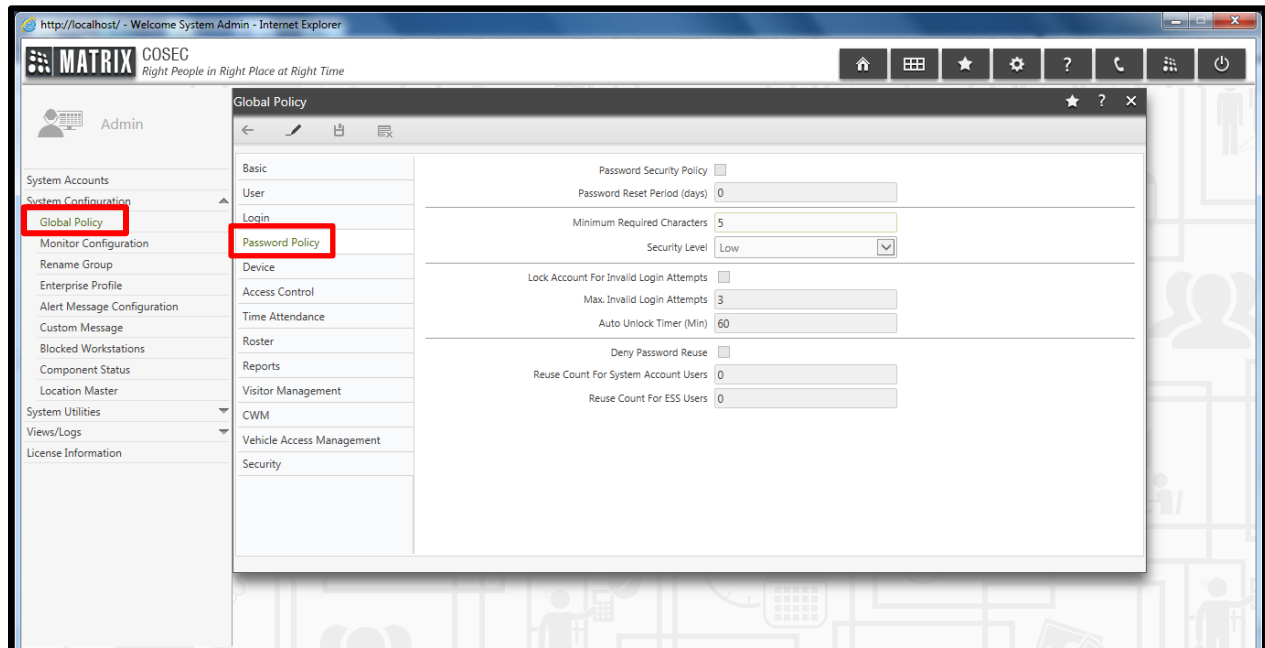 http://localhost/ - Welcome System Admin - Internet Explorer
MATRIX COSEC
Right People in Right Place at Right Time
Admin
System Accounts
System Configuration
Global Policy
Monitor Configuration
Rename Group
Enterprise Profile
Alert Message Configuration
Custom Message
Blocked Workstations
Component Status
Location Master
System Utilities
Views/Logs
License Information
Global Policy
Basic
User
Login
Password Policy
Device
Access Control
Time Attendance
Roster
Reports
Visitor Management
CWM
Vehicle Access Management
Security
Password Security Policy
Password Reset Period (days) 0
Minimum Required Characters 5
Security Level Low
Lock Account For Invalid Login Attempts
Max. Invalid Login Attempts 3
Auto Unlock Timer (Min) 60
Deny Password Reuse
Reuse Count For System Account Users 0
Reuse Count For ESS Users 0